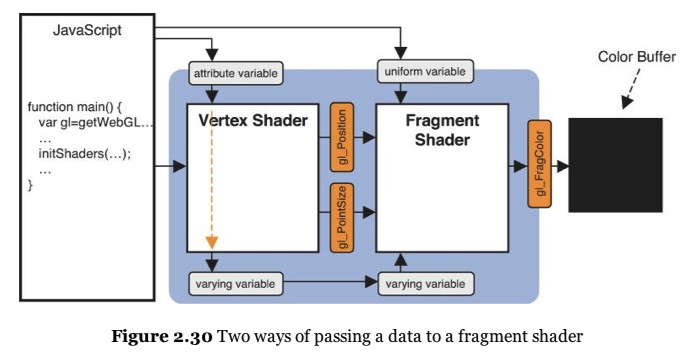 JavaScript
function main() {
var gl=getWebGL…
…
initShaders(…);
…
}
attribute variable
uniform variable
Color Buffer
Vertex Shader
gl_Position
gl_PointSize
Fragment
Shader
gl_FragColor
varying variable
varying variable
Figure 2.30 Two ways of passing a data to a fragment shader